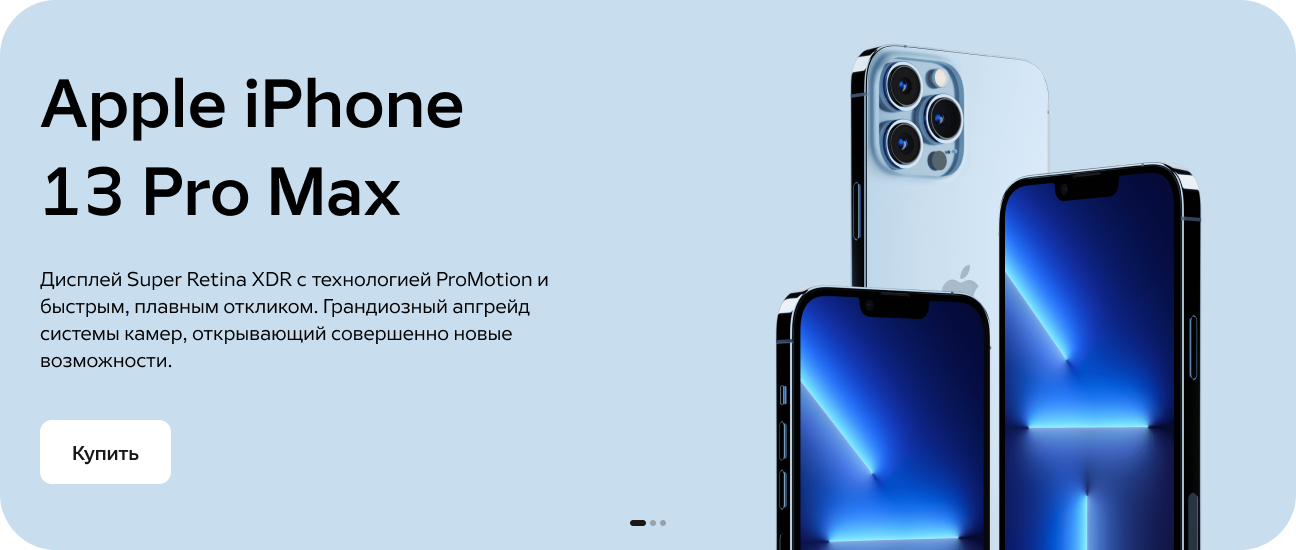 Apple iPhone
13 Pro Max
Дисплей Super Retina XDR с технологией ProMotion и
быстрым, плавным откликом. Грандиозный апгрейд
системы камер, открывающий совершенно новые
возможности.
Купить